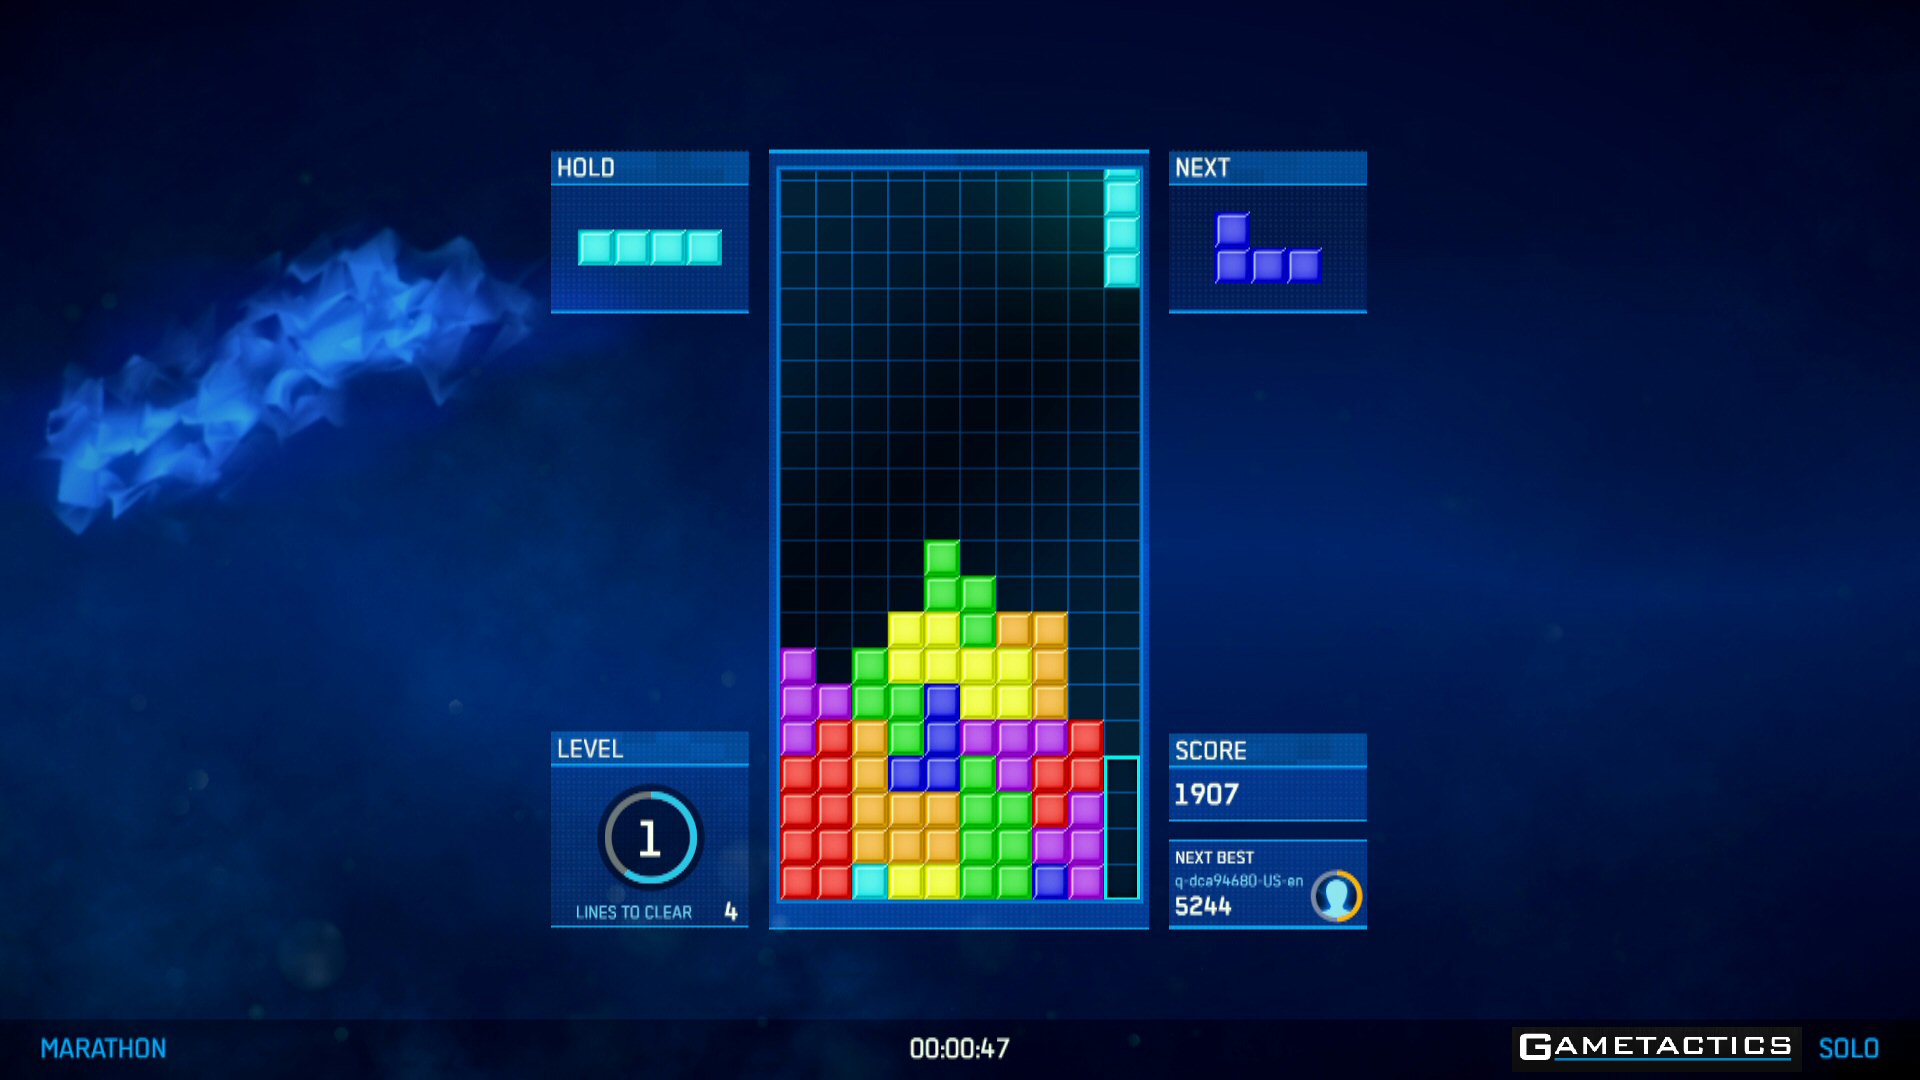 HOLD
NEXT
LEVEL
1
LINES TO CLEAR 4
SCORE
1907
NEXT BEST
q-dca94680-US-en
5244
MARATHON
00:00:47
GAMETACTICS
SOLO